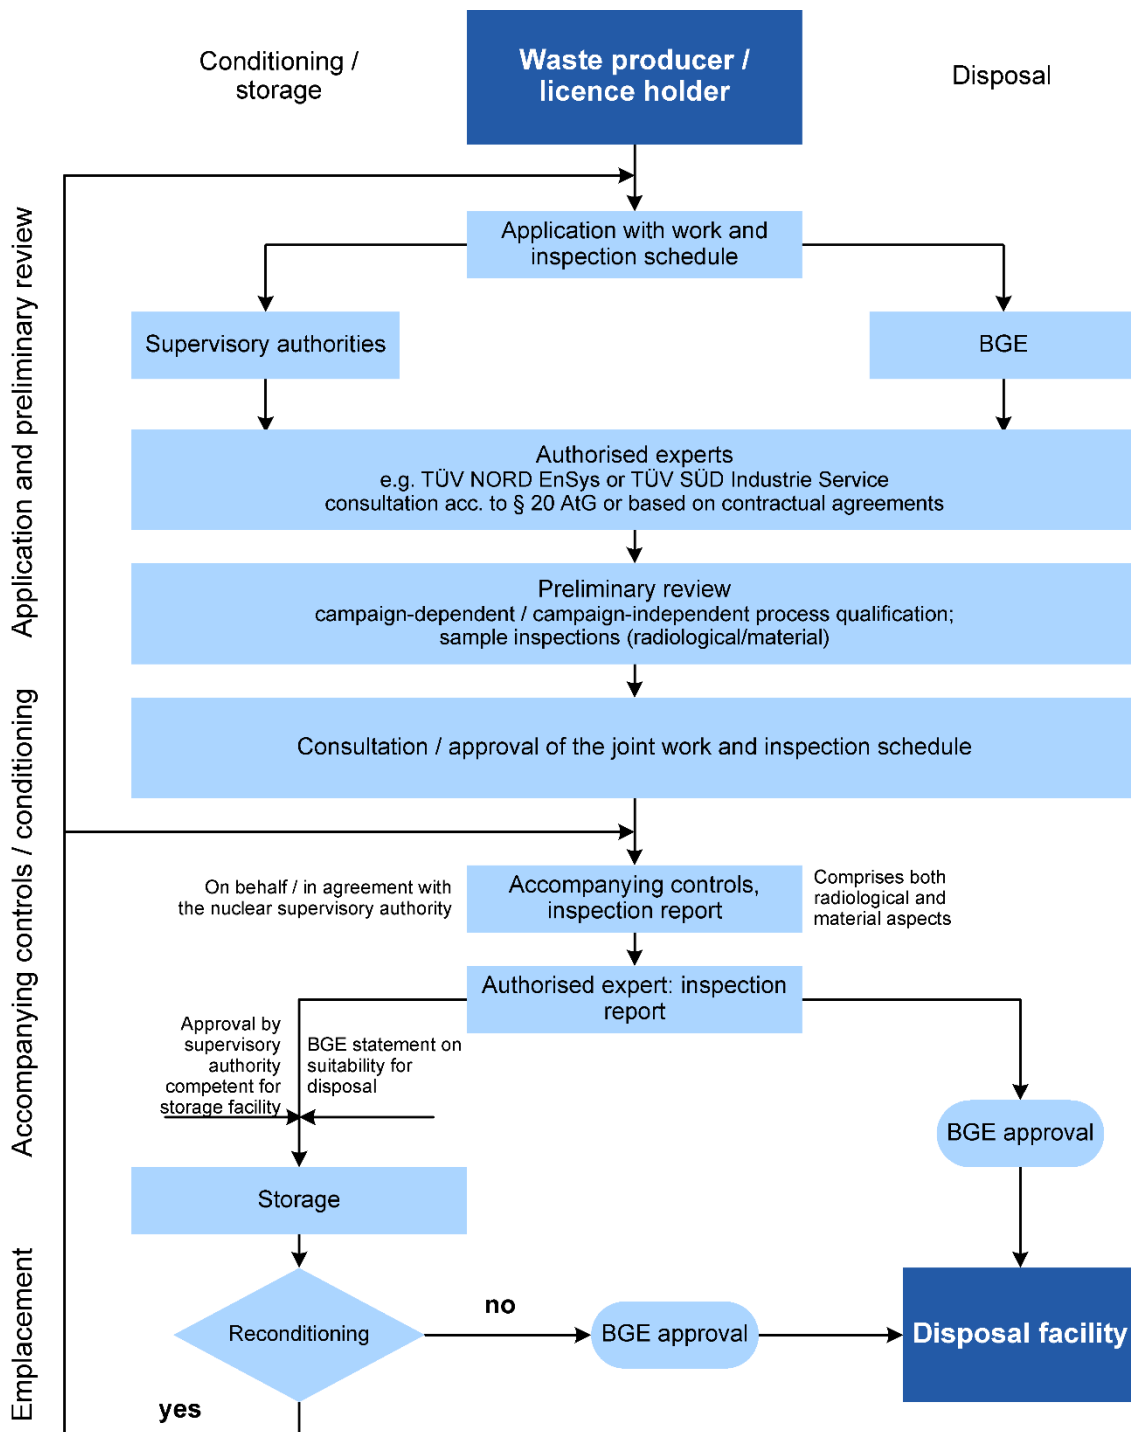 Conditioning /
storage
Waste producer /
licence holder
Disposal
Application and preliminary review
Application with work and
inspection schedule
Supervisory authorities
BGE
Authorised experts
e.g. TÜV NORD EnSys or TÜV SÜD Industrie Service
consultation acc. to § 20 AtG or based on contractual agreements
Preliminary review
campaign-dependent / campaign-independent process qualification;
sample inspections (radiological/material)
Accompanying controls / conditioning
Consultation / approval of the joint work and inspection schedule
On behalf / in agreement with
the nuclear supervisory authority
Accompanying controls,
inspection report
Comprises both
radiological and
material aspects
Authorised expert: inspection
report
Approval by
supervisory
authority
competent for
storage facility
BGE statement on
suitability for
disposal
BGE approval
Storage
Emplacement
Reconditioning
no
BGE approval
Disposal facility
yes